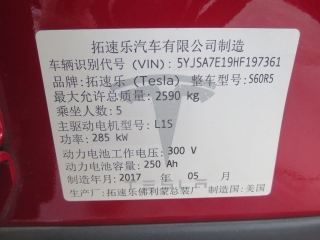 拓速乐汽车有限公司制造
车辆识别代号 (VIN) : 5YJSA7E19HF197361
品牌: 拓速乐 (Tesla) 整车型号: S60R5
最大允许总质量: 2590 kg
乘坐人数: 5
主驱动电机型号: L1S
功率: 285 kW
动力电池工作电压: 300 V
动力电池容量: 250 Ah
制造年月: 2017 年 05 月
生产厂: 拓速乐佛利蒙总装厂 制造国: 美国
TESLA